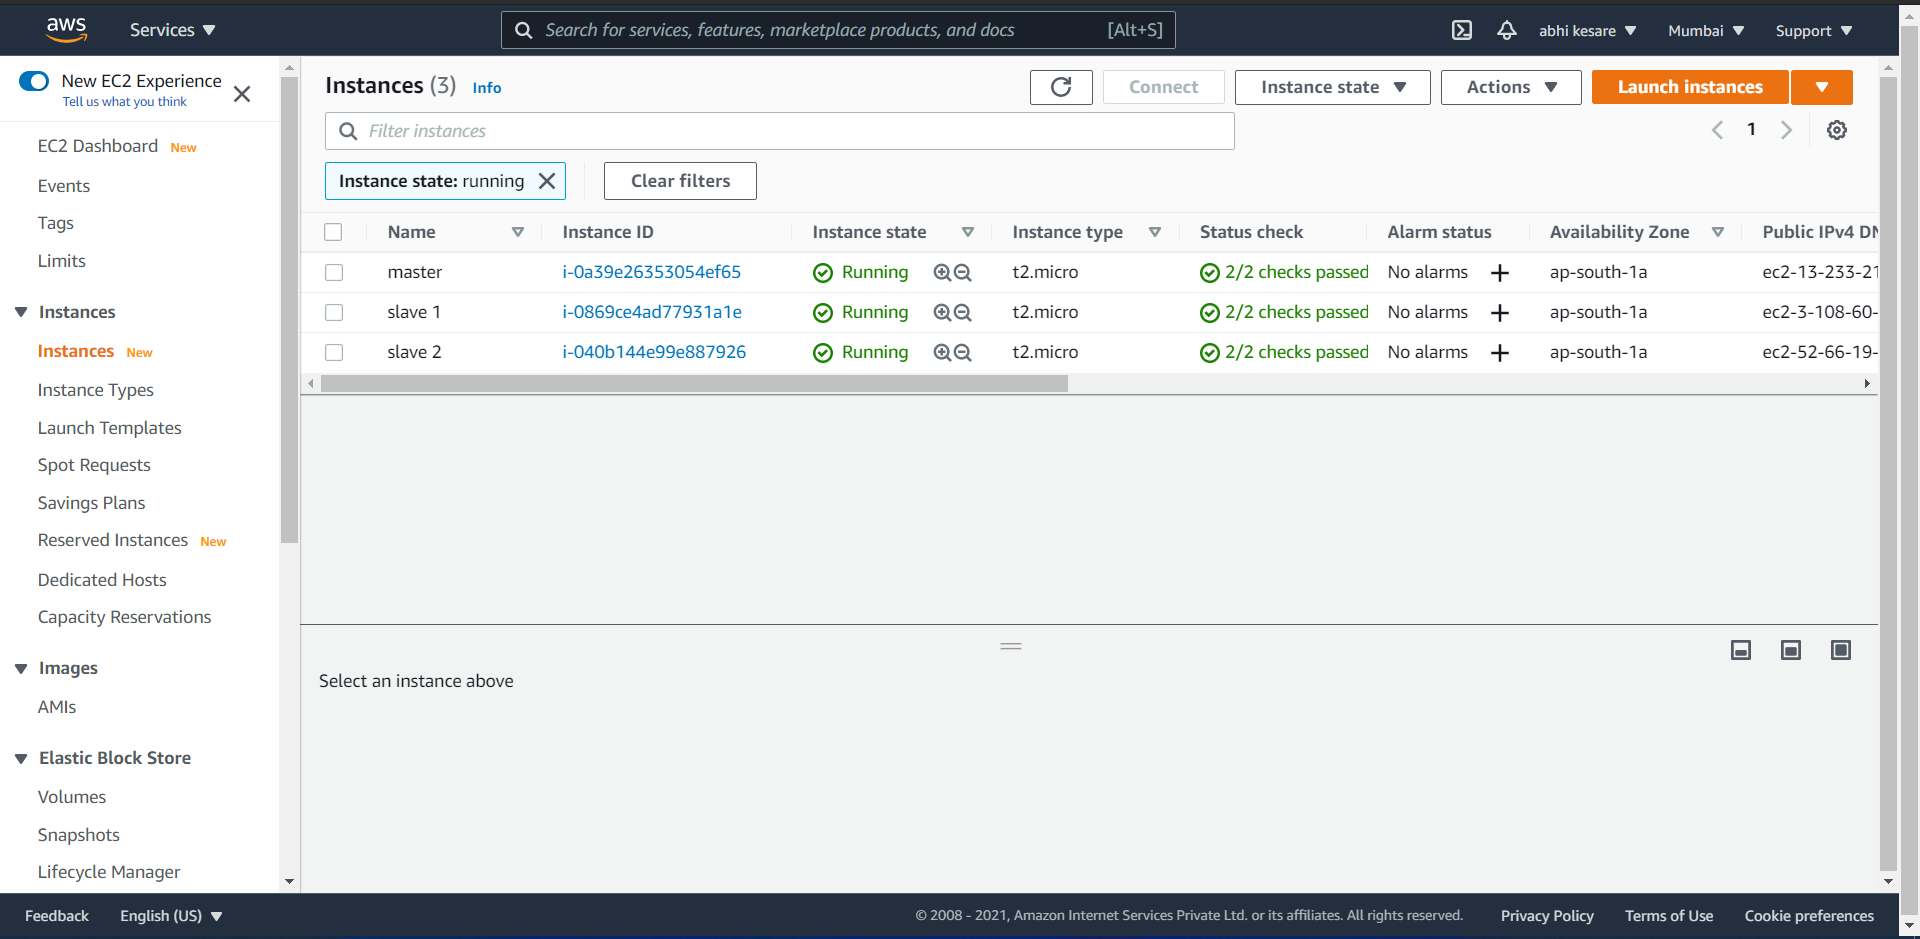 aws Services Search for services, features, marketplace products, and docs [Alt+S] abhi kesare Mumbai Support
New EC2 Experience
Tell us what you think
EC2 Dashboard New
Events
Tags
Limits
Instances
Instances New
Instance Types
Launch Templates
Spot Requests
Savings Plans
Reserved Instances New
Dedicated Hosts
Capacity Reservations
Images
AMIs
Elastic Block Store
Volumes
Snapshots
Lifecycle Manager
Instances (3) Info Connect Instance state Actions Launch instances
Filter instances 1
Instance state: running Clear filters
Name Instance ID Instance state Instance type Status check Alarm status Availability Zone Public IPv4 DN
master i-0a39e26353054ef65 Running t2.micro 2/2 checks passed No alarms ap-south-1a ec2-13-233-21
slave 1 i-0869ce4ad77931a1e Running t2.micro 2/2 checks passed No alarms ap-south-1a ec2-3-108-60-
slave 2 i-040b144e99e887926 Running t2.micro 2/2 checks passed No alarms ap-south-1a ec2-52-66-19-
Select an instance above
Feedback English (US) © 2008 - 2021, Amazon Internet Services Private Ltd. or its affiliates. All rights reserved. Privacy Policy Terms of Use Cookie preferences